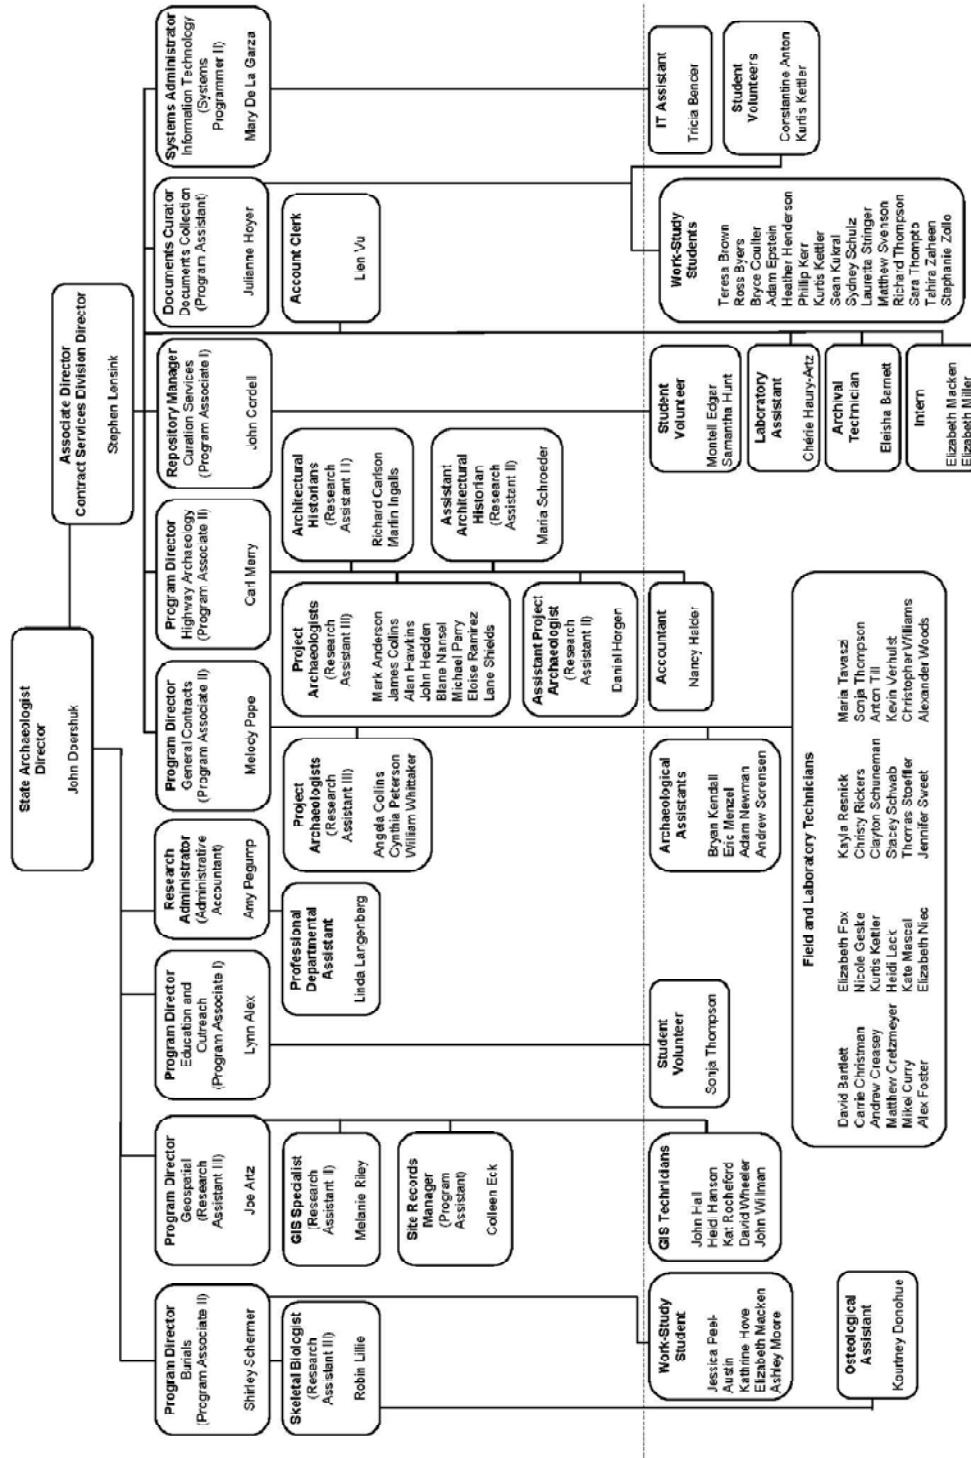 State Archaeologist
Director
John Doershuk
Associate Director
Contract Services Division Director
Stephen Lensink
Program Director
Burials
(Program Associate II)
Shirley Schermer
Program Director
Geospatial
(Research
Assistant III)
Joe Artz
Program Director
Education and
Outreach
(Program Associate I)
Lynn Alex
Research
Administrator
(Administrative
Accountant)
Amy Pegump
Program Director
General Contracts
(Program Associate II)
Melody Pope
Program Director
Highway Archaeology
(Program Associate II)
Carl Merry
Repository Manager
Curation Services
(Program Associate I)
John Cordell
Documents Curator
Documents Collection
(Program Assistant)
Julianne Hoyer
Systems Administrator
Information Technology
(Systems
Programmer II)
Mary De La Garza
Skeletal Biologist
(Research
Assistant III)
Robin Lillie
GIS Specialist
(Research
Assistant II)
Melanie Riley
Site Records
Manager
(Program
Assistant)
Colleen Eck
Professional
Departmental
Assistant
Linda Langenberg
Project
Archaeologists
(Research
Assistant III)
Angela Collins
Cynthia Peterson
William Whittaker
Project
Archaeologists
(Research
Assistant III)
Mark Anderson
James Collins
Alan Hawkins
John Hedden
Blane Nansel
Michael Perry
Eloise Ramirez
Lane Shields
Architectural
Historians
(Research
Assistant III)
Richard Carlson
Marlin Ingalls
Assistant
Architectural
Historian
(Research
Assistant II)
Maria Schroeder
Assistant Project
Archaeologist
(Research
Assistant II)
Daniel Horgen
Account Clerk
Lien Vu
Work-Study
Student
Jessica Peel-
Austin
Kathrine Hove
Elizabeth Macken
Ashley Moore
GIS Technicians
John Hall
Heidi Hanson
Kat Rocheford
David Wheeler
John Willman
Student
Volunteer
Sonja Thompson
Archaeological
Assistants
Bryan Kendall
Eric Menzel
Adam Newman
Andrew Sorensen
Accountant
Nancy Halder
Student
Volunteer
Montell Edgar
Samantha Hunt
Laboratory
Assistant
Chérie Haury-Artz
Archival
Technician
Eleisha Barnett
Intern
Elizabeth Macken
Elizabeth Miller
Work-Study
Students
Teresa Brown
Ross Byers
Bryce Coulter
Adam Epstein
Heather Henderson
Phillip Kerr
Kurtis Kettler
Sean Kukral
Sydney Schulz
Lauretta Stringer
Matthew Svenson
Richard Thompson
Sara Thompto
Tahira Zaheen
Stephanie Zollo
IT Assistant
Tricia Bencer
Student
Volunteers
Constantine Anton
Kurtis Kettler
Osteological
Assistant
Kourtney Donohue
Field and Laboratory Technicians
David Bartlett
Carrie Christman
Andrew Creasey
Matthew Cretzmeyer
Mikel Curry
Alex Foster
Elizabeth Fox
Nicole Geske
Kurtis Kettler
Heidi Lack
Kate Mascal
Elizabeth Niec
Kayla Resnick
Christy Rickers
Clayton Schuneman
Stacey Schwab
Thomas Stoeffler
Jennifer Sweet
Maria Tavaszi
Sonja Thompson
Anton Till
Kevin Verhulst
Christopher Williams
Alexander Woods